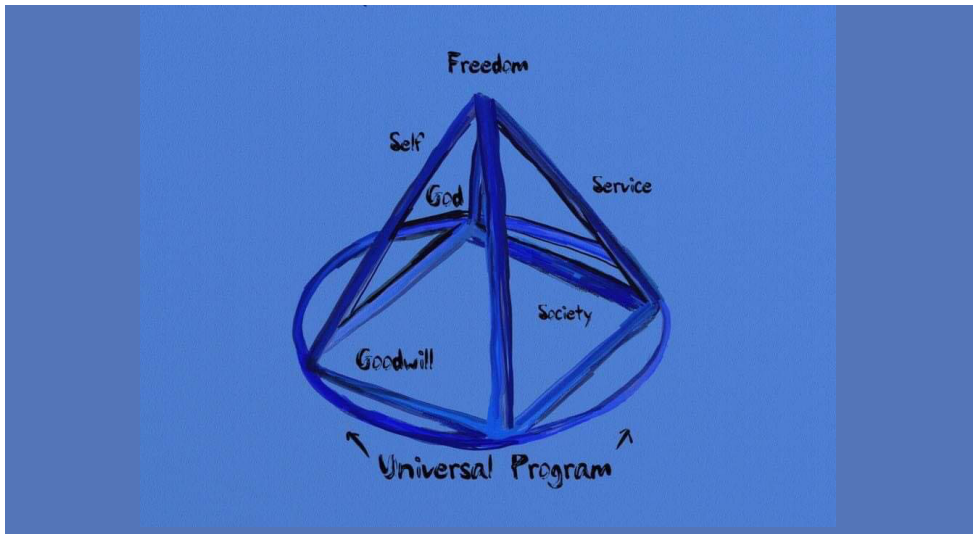 Freedom
Self
Service
God
Society
Goodwill
Universal Program